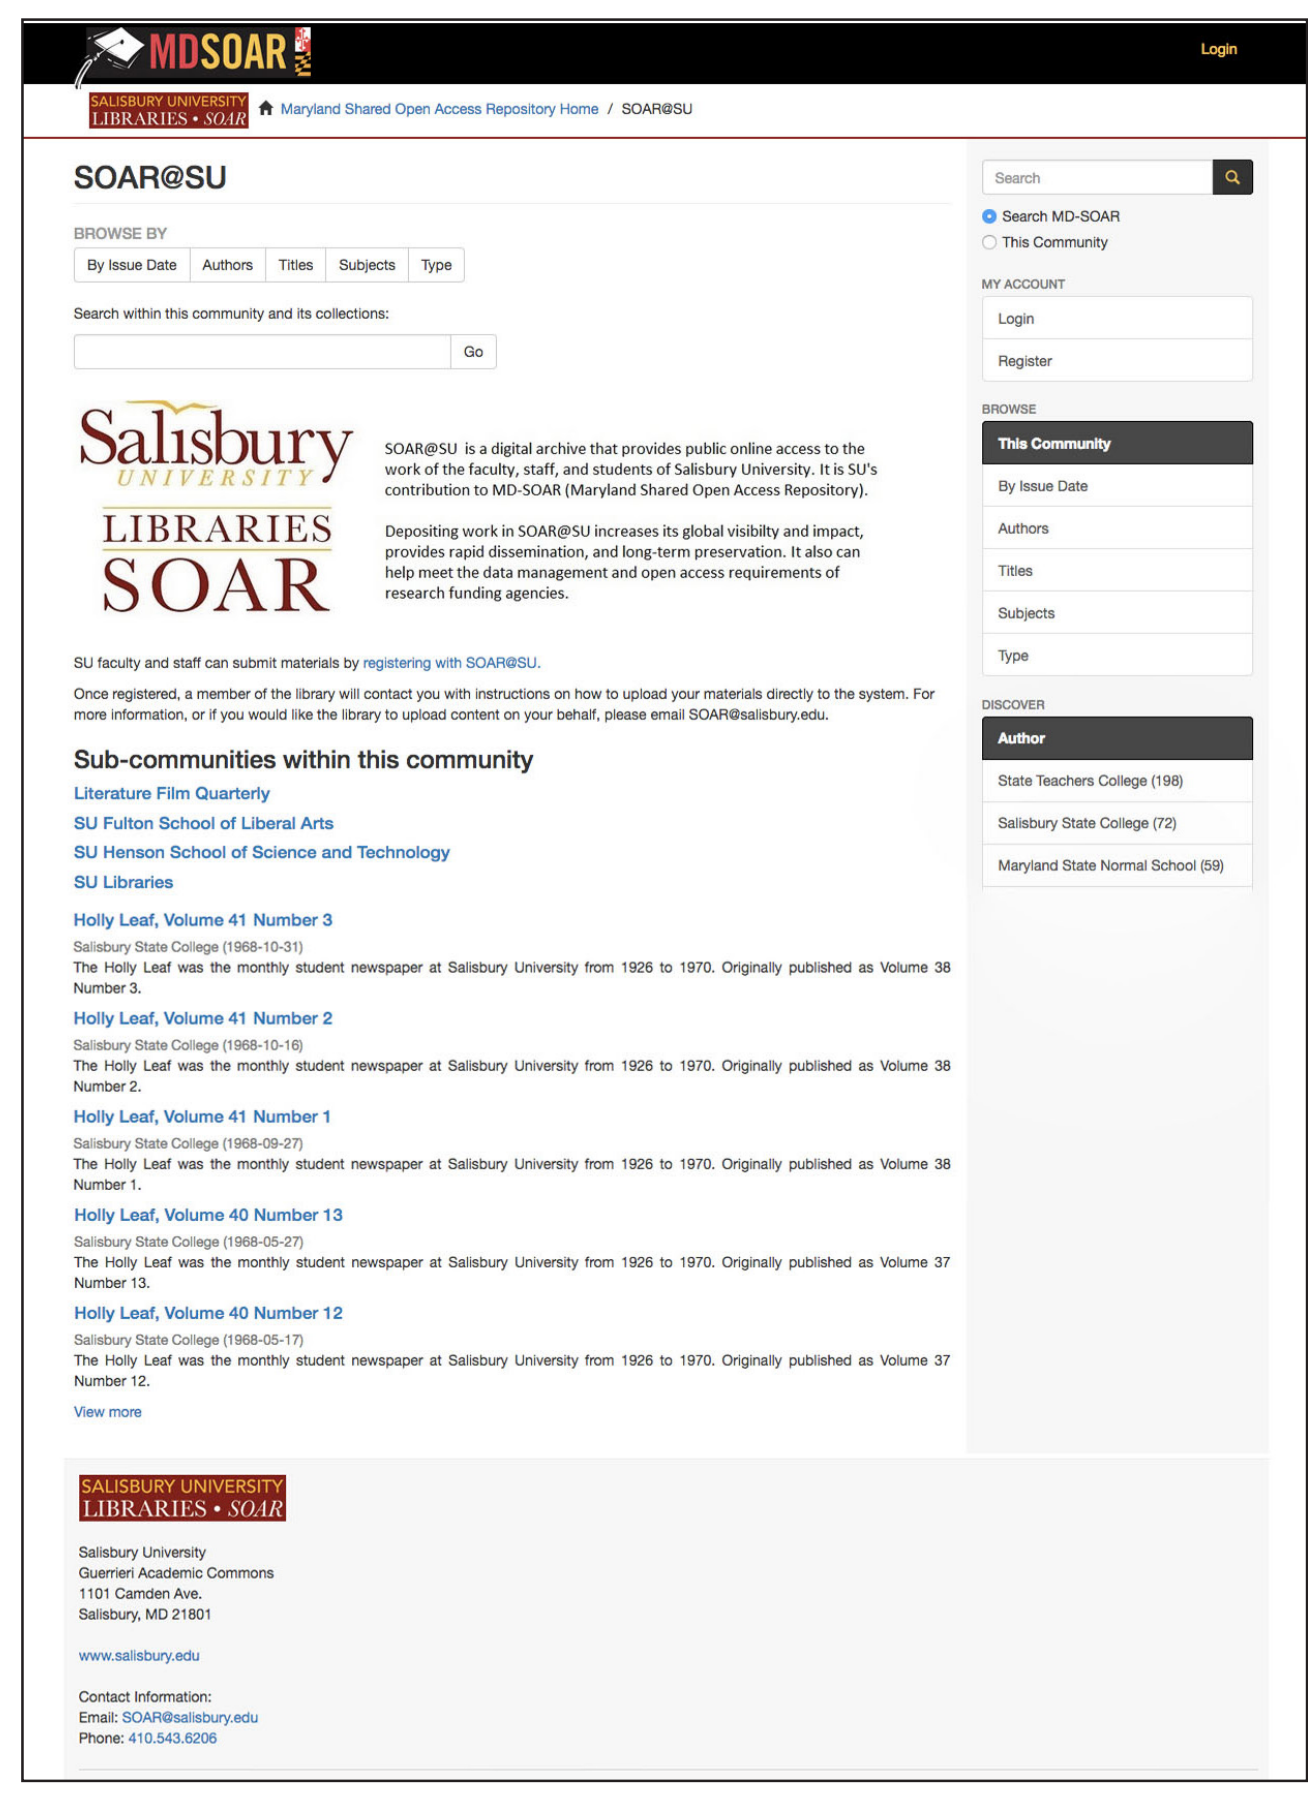 MDSOAR
Login
SALISBURY UNIVERSITY
LIBRARIES • SOAR
Maryland Shared Open Access Repository Home / SOAR@SU
SOAR@SU
BROWSE BY
By Issue Date Authors Titles Subjects Type
Search within this community and its collections:
Go
Salisbury
UNIVERSITY
LIBRARIES
SOAR
SOAR@SU is a digital archive that provides public online access to the
work of the faculty, staff, and students of Salisbury University. It is SU's
contribution to MD-SOAR (Maryland Shared Open Access Repository).
Depositing work in SOAR@SU increases its global visibilty and impact,
provides rapid dissemination, and long-term preservation. It also can
help meet the data management and open access requirements of
research funding agencies.
SU faculty and staff can submit materials by registering with SOAR@SU.
Once registered, a member of the library will contact you with instructions on how to upload your materials directly to the system. For
more information, or if you would like the library to upload content on your behalf, please email SOAR@salisbury.edu.
Sub-communities within this community
Literature Film Quarterly
SU Fulton School of Liberal Arts
SU Henson School of Science and Technology
SU Libraries
Holly Leaf, Volume 41 Number 3
Salisbury State College (1968-10-31)
The Holly Leaf was the monthly student newspaper at Salisbury University from 1926 to 1970. Originally published as Volume 38
Number 3.
Holly Leaf, Volume 41 Number 2
Salisbury State College (1968-10-16)
The Holly Leaf was the monthly student newspaper at Salisbury University from 1926 to 1970. Originally published as Volume 38
Number 2.
Holly Leaf, Volume 41 Number 1
Salisbury State College (1968-09-27)
The Holly Leaf was the monthly student newspaper at Salisbury University from 1926 to 1970. Originally published as Volume 38
Number 1.
Holly Leaf, Volume 40 Number 13
Salisbury State College (1968-05-27)
The Holly Leaf was the monthly student newspaper at Salisbury University from 1926 to 1970. Originally published as Volume 37
Number 13.
Holly Leaf, Volume 40 Number 12
Salisbury State College (1968-05-17)
The Holly Leaf was the monthly student newspaper at Salisbury University from 1926 to 1970. Originally published as Volume 37
Number 12.
View more
Search
Search MD-SOAR
This Community
MY ACCOUNT
Login
Register
BROWSE
This Community
By Issue Date
Authors
Titles
Subjects
Type
DISCOVER
Author
State Teachers College (198)
Salisbury State College (72)
Maryland State Normal School (59)
SALISBURY UNIVERSITY
LIBRARIES • SOAR
Salisbury University
Guerrieri Academic Commons
1101 Camden Ave.
Salisbury, MD 21801
www.salisbury.edu
Contact Information:
Email: SOAR@salisbury.edu
Phone: 410.543.6206